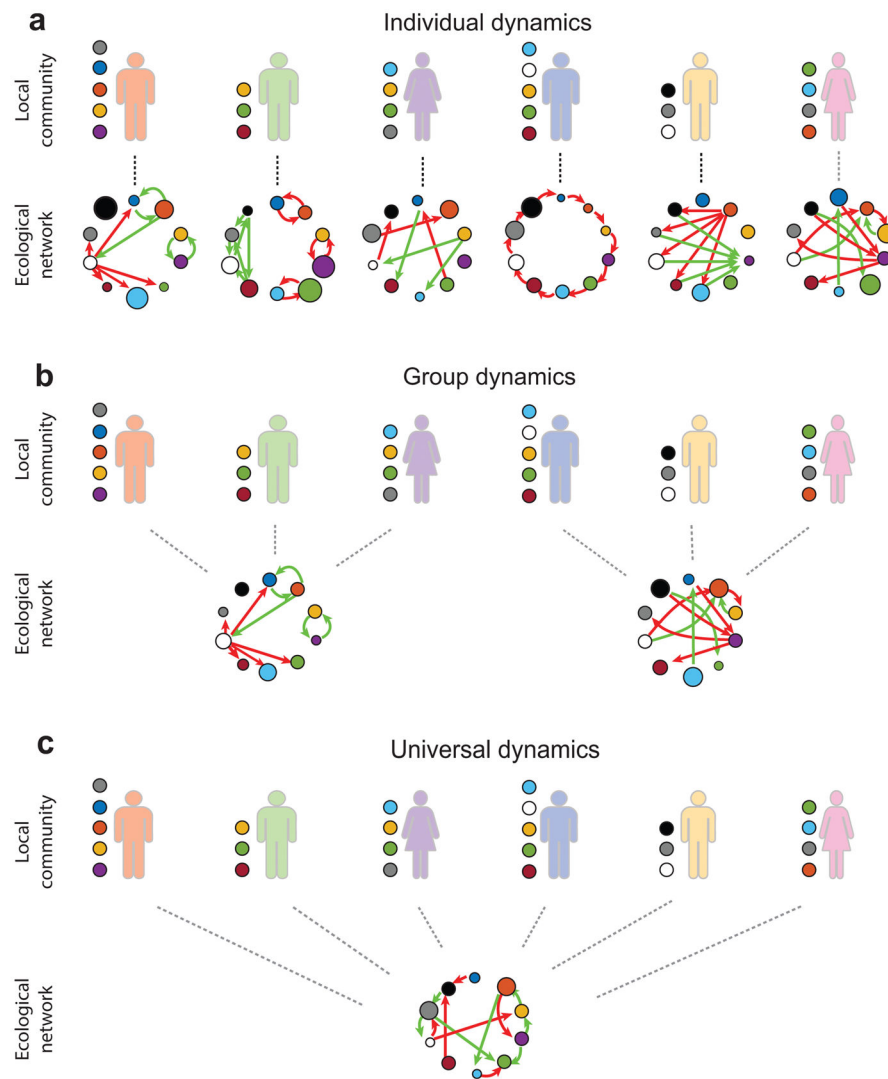 a
Individual dynamics
Local
community
Ecological
network
b
Group dynamics
Local
community
Ecological
network
c
Universal dynamics
Local
community
Ecological
network